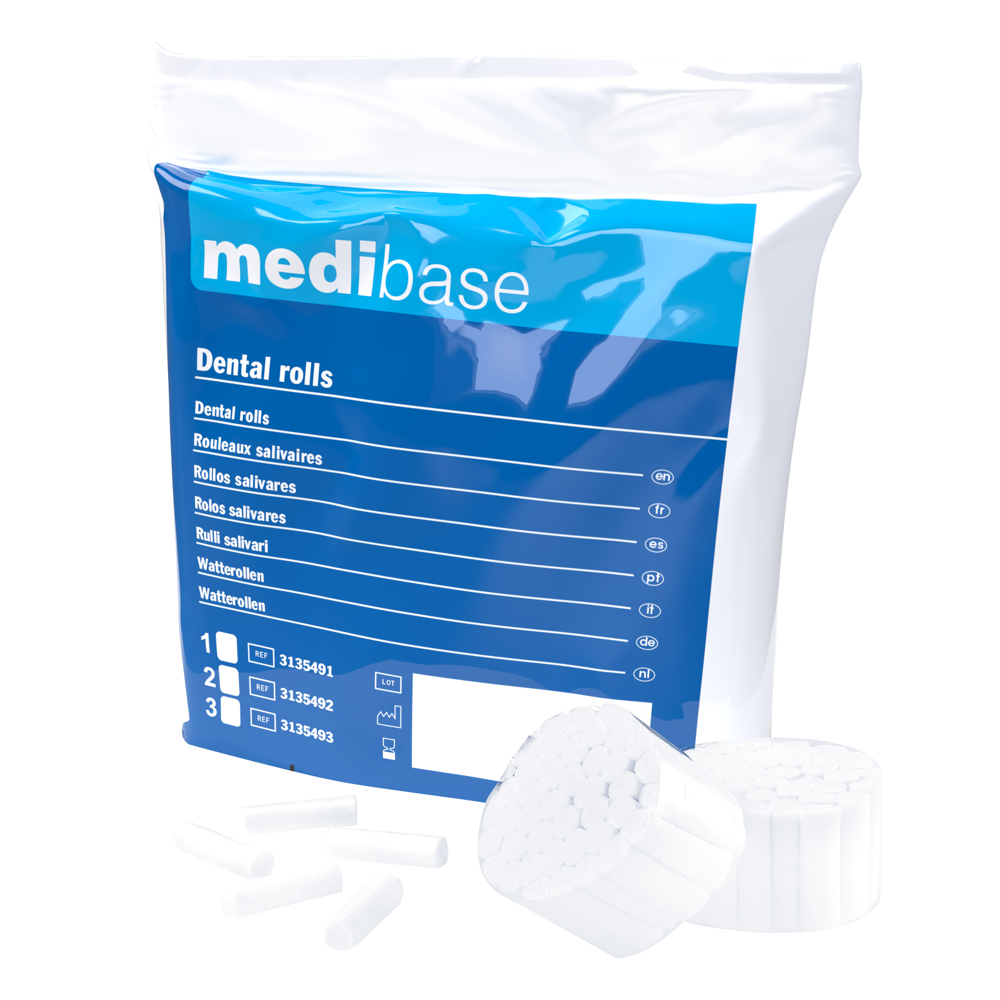 medibase
Dental rolls
Dental rolls en
Rouleaux salivaires fr
Rollos salivares es
Rolos salivares pt
Rulli salivari it
Watterollen de
Watterollen nl
1 REF 3135491
2 REF 3135492
3 REF 3135493
LOT